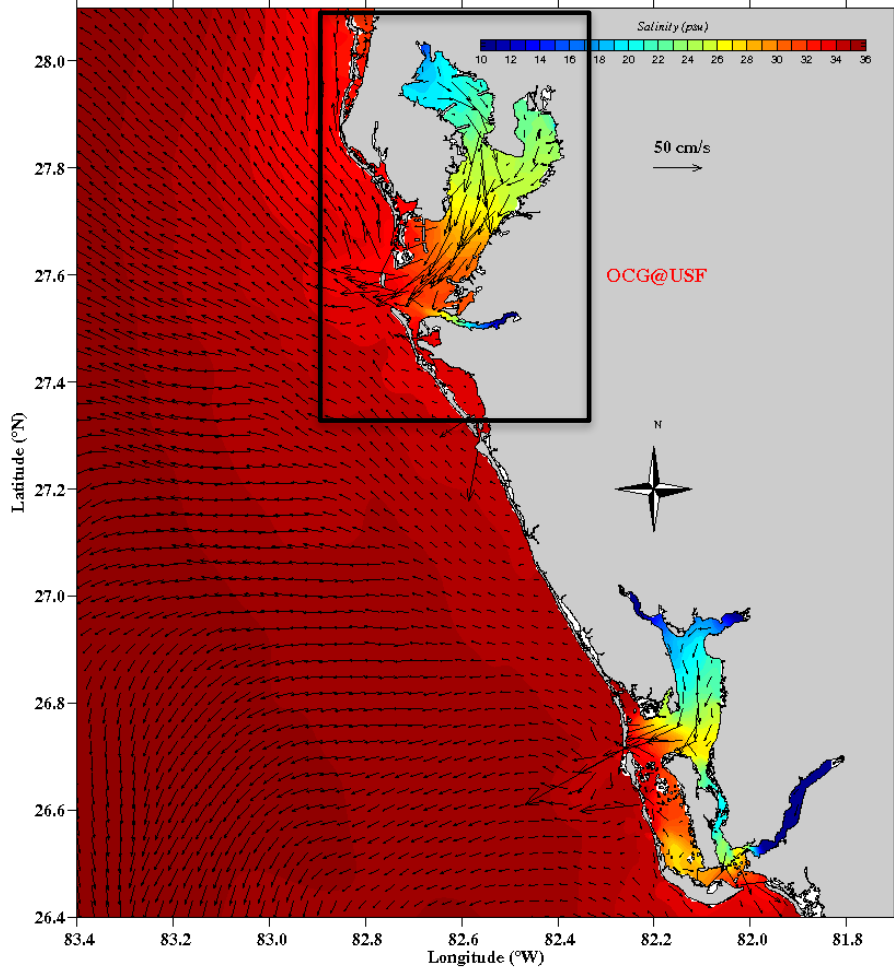 Salinity (psu)
10 12 14 16 18 20 22 24 26 28 30 32 34 36
50 cm/s
OCG@USF
N
28.0
27.8
27.6
27.4
27.2
27.0
26.8
26.6
26.4
Latitude (°N)
83.4 83.2 83.0 82.8 82.6 82.4 82.2 82.0 81.8
Longitude (°W)